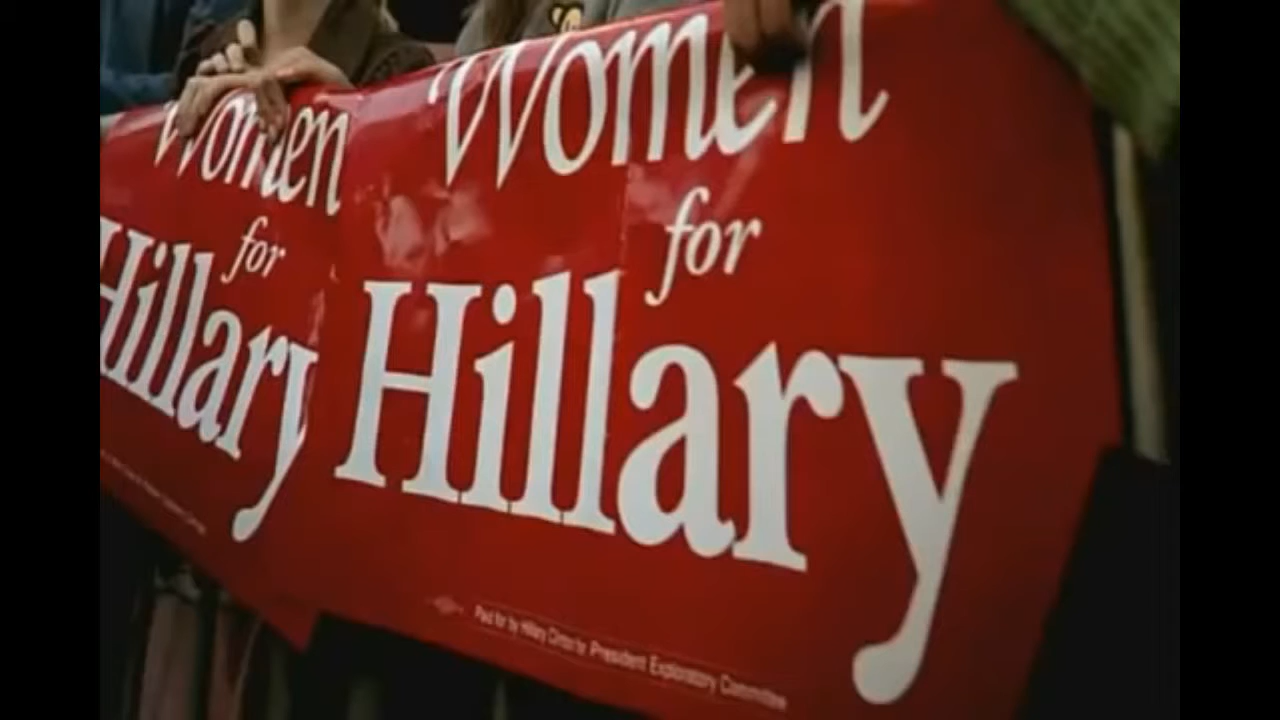 Women
for
Hillary
Women
for
Hillary
Paid for by Hillary Clinton for President Exploratory Committee